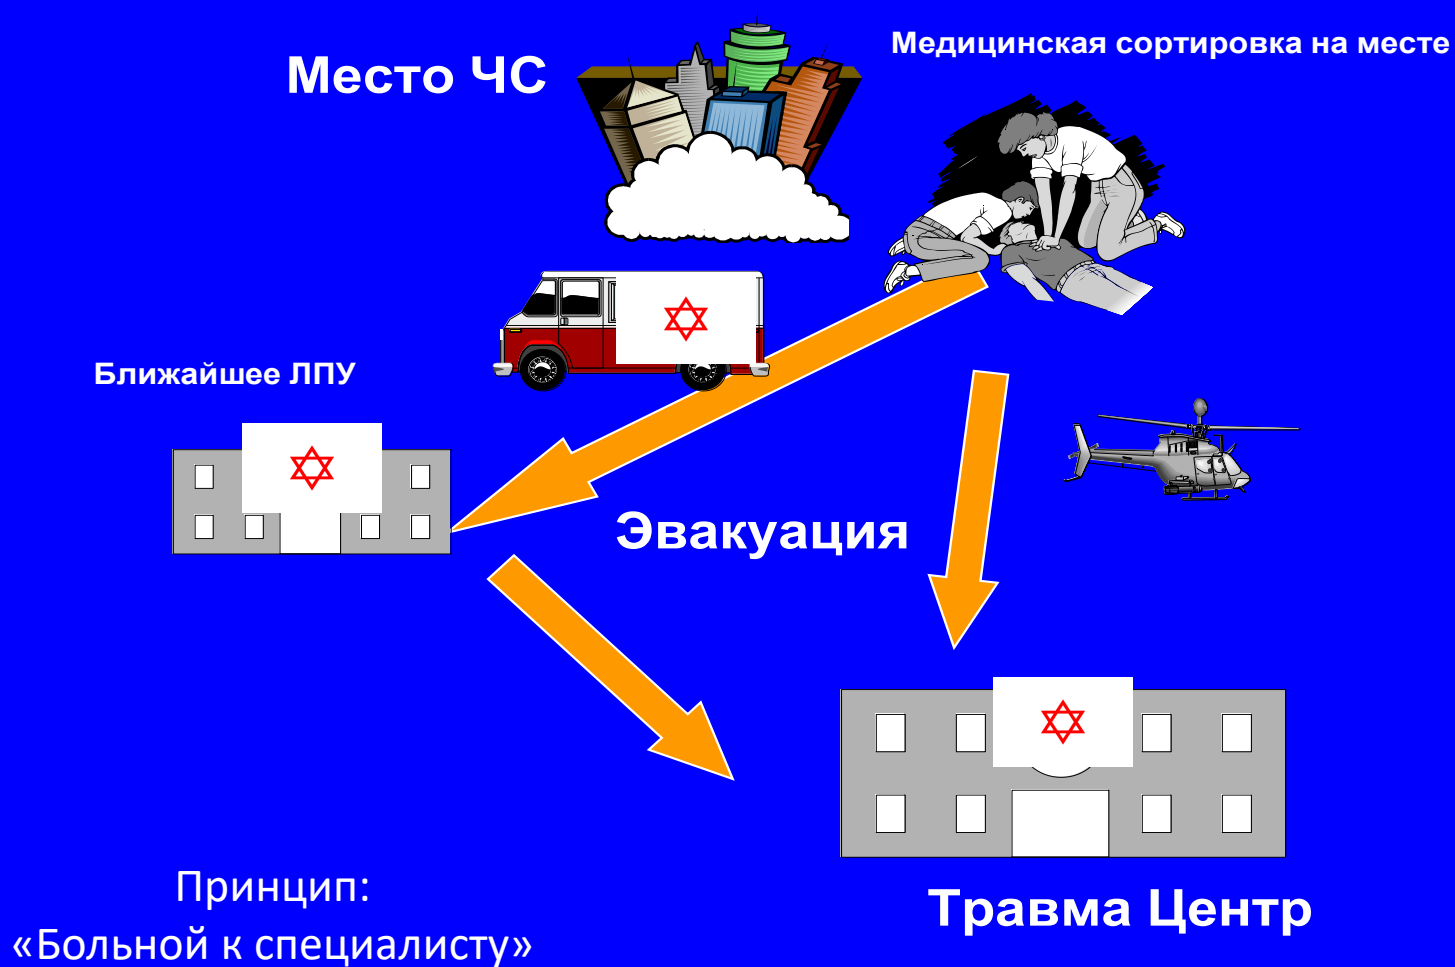 Место ЧС
Медицинская сортировка на месте
Ближайшее ЛПУ
Эвакуация
Травма Центр
Принцип:
«Больной к специалисту»